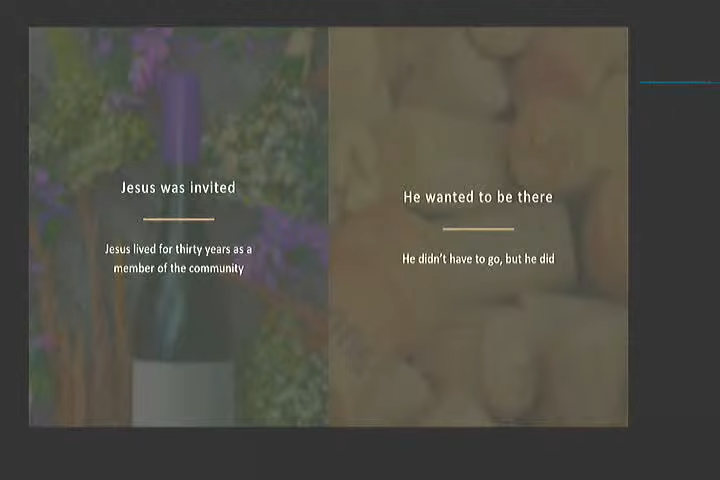 Jesus was invited
Jesus lived for thirty years as a
member of the community
He wanted to be there
He didn't have to go, but he did